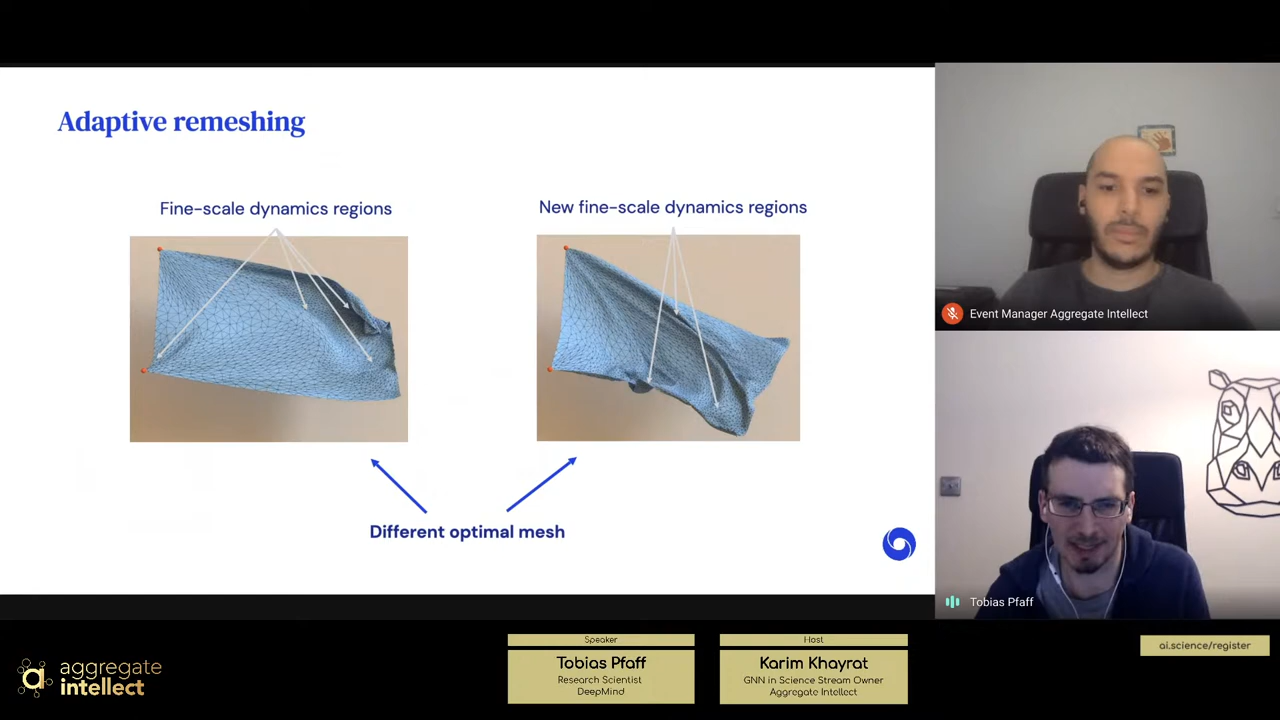 Adaptive remeshing
Fine-scale dynamics regions
New fine-scale dynamics regions
Different optimal mesh
Event Manager Aggregate Intellect
Tobias Pfaff
aggregate
intellect
Speaker
Tobias Pfaff
Research Scientist
DeepMind
Host
Karim Khayrat
GNN in Science Stream Owner
Aggregate Intellect
ai.science/register